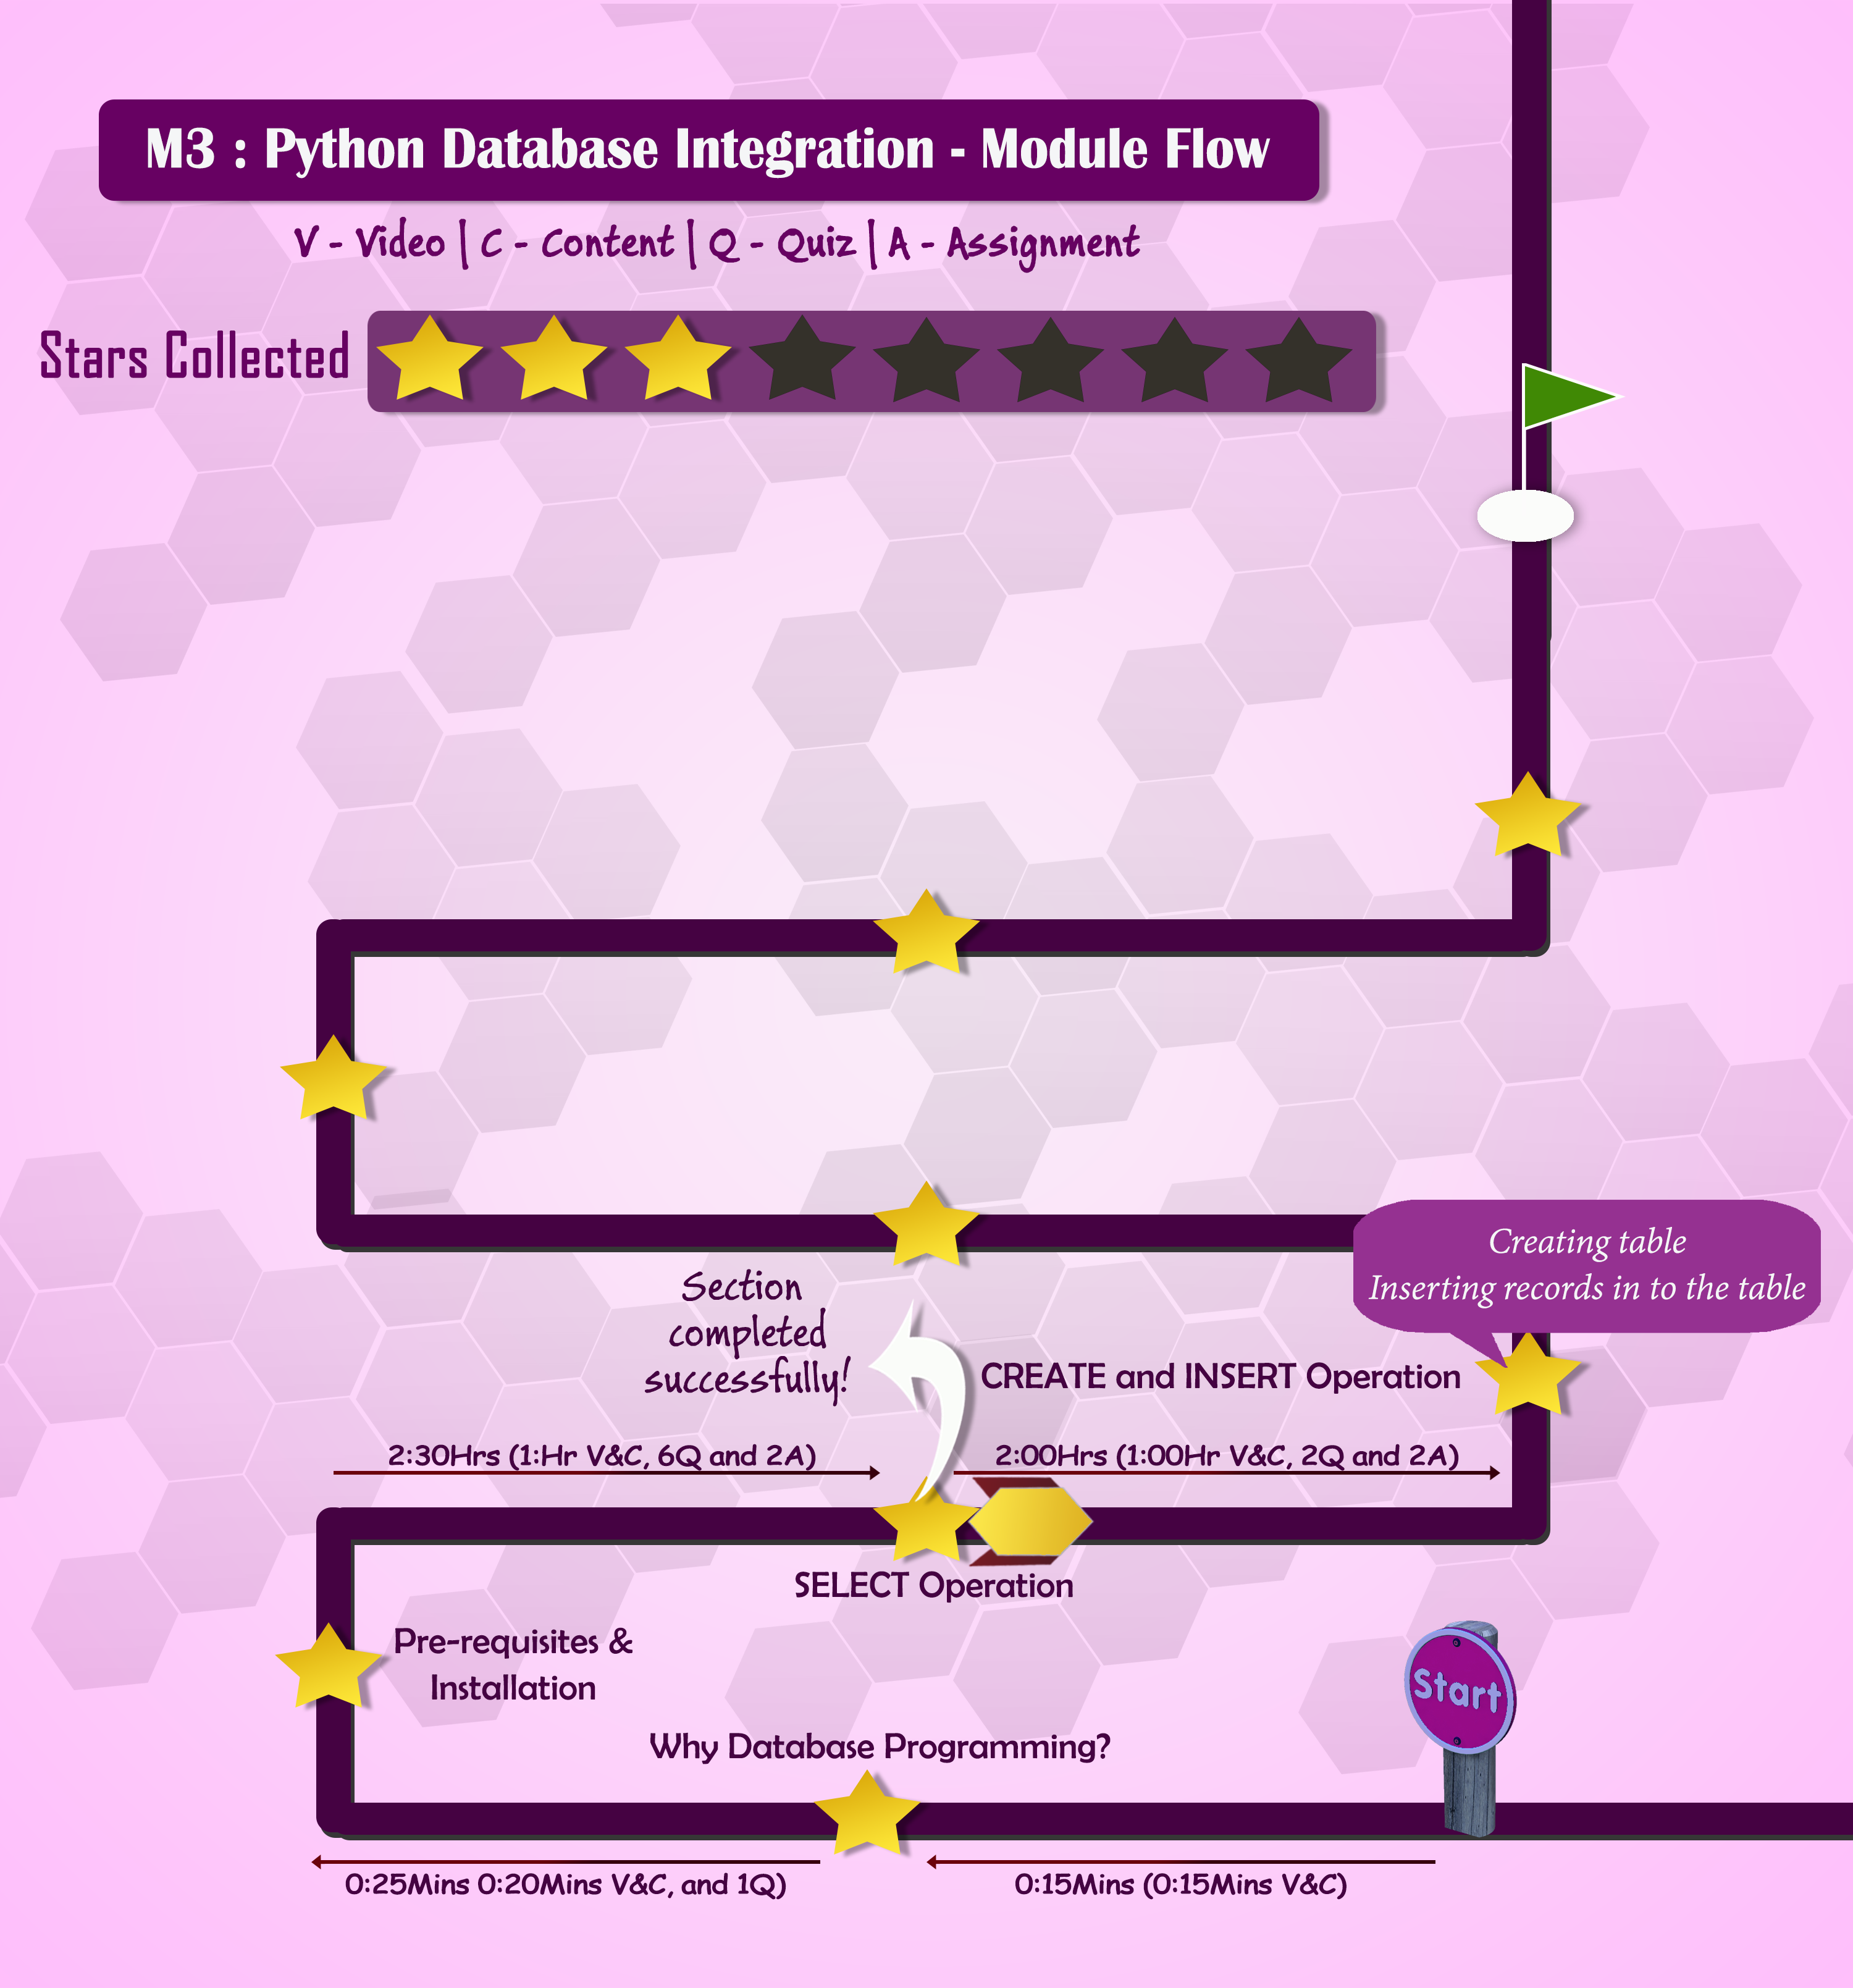 M3 : Python Database Integration - Module Flow
V - Video | C - Content | Q - Quiz | A - Assignment
Stars Collected
Creating table
Inserting records in to the table
Section
completed
successfully!
CREATE and INSERT Operation
2:30Hrs (1:Hr V&C, 6Q and 2A)
2:00Hrs (1:00Hr V&C, 2Q and 2A)
SELECT Operation
Pre-requisites &
Installation
Start
Why Database Programming?
0:25Mins 0:20Mins V&C, and 1Q)
0:15Mins (0:15Mins V&C)